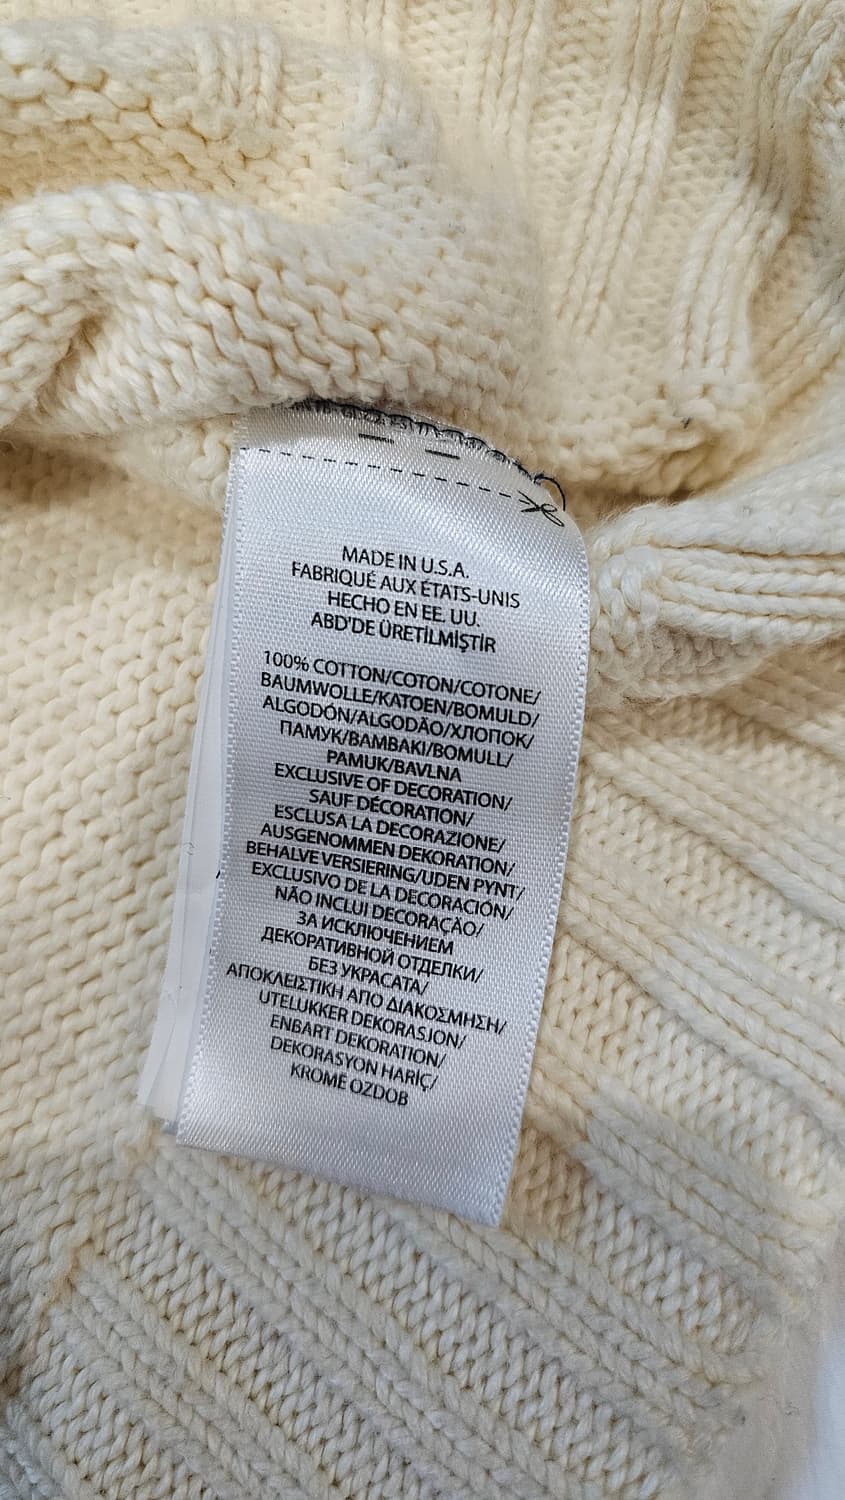 MADE IN U.S.A.
FABRIQUÉ AUX ÉTATS-UNIS
HECHO EN EE. UU.
ABD'DE ÜRETİLMİŞTİR
100% COTTON/COTON/COTONE/
BAUMWOLLE/KATOEN/BOMULD/
ALGODÓN/ALGODÃO/ХЛОПОК/
ПАМУК/BAMBAKI/BOMULL/
PAMUK/BAVLNA
EXCLUSIVE OF DECORATION/
SAUF DÉCORATION/
ESCLUSA LA DECORAZIONE/
AUSGENOMMEN DEKORATION/
BEHALVE VERSIERING/UDEN PYNT/
EXCLUSIVO DE LA DECORACIÓN/
NÃO INCLUI DECORAÇÃO/
ЗА ИСКЛЮЧЕНИЕМ
ДЕКОРАТИВНОЙ ОТДЕЛКИ/
БЕЗ УКРАСАТА/
ΑΠΟΚΛΕΙΣΤΙΚΗ ΑΠΟ ΔΙΑΚΟΣΜΗΣΗ/
UTELUKKER DEKORASJON/
ENBART DEKORATION/
DEKORASYON HARİÇ/
KROMĚ OZDOB